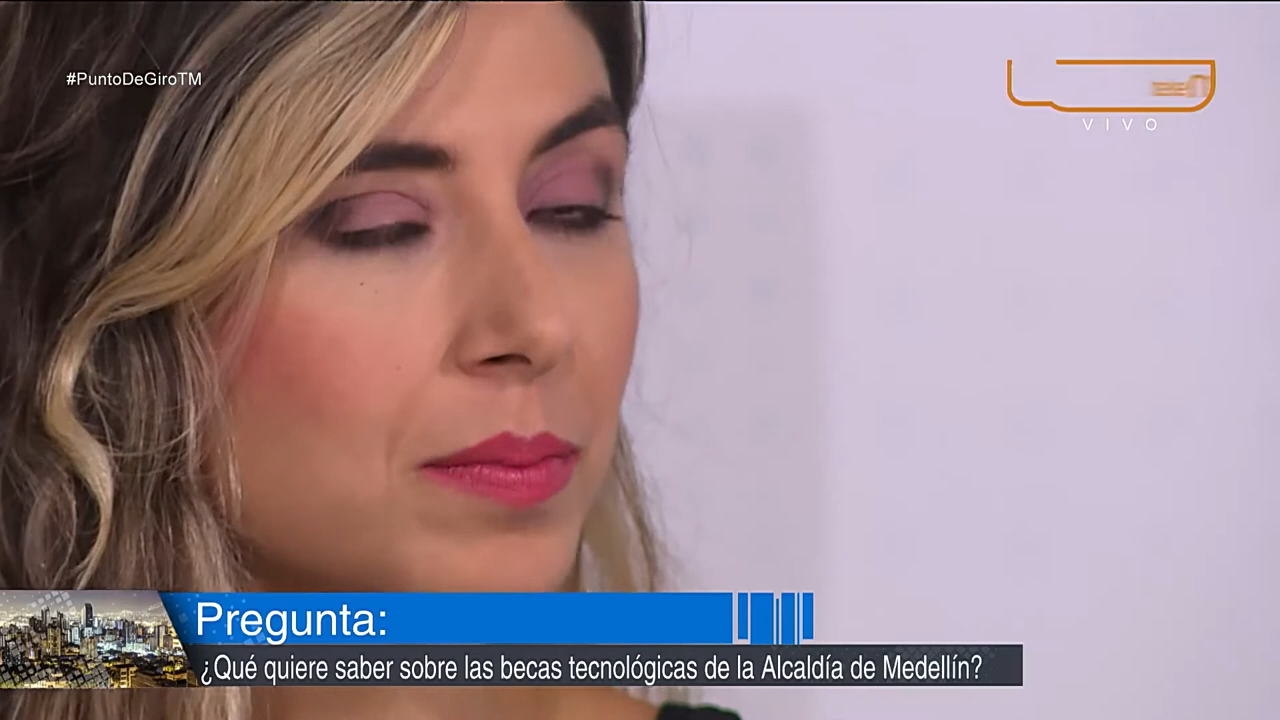 #PuntoDeGiroTM
VIVO
Pregunta:
¿Qué quiere saber sobre las becas tecnológicas de la Alcaldía de Medellín?